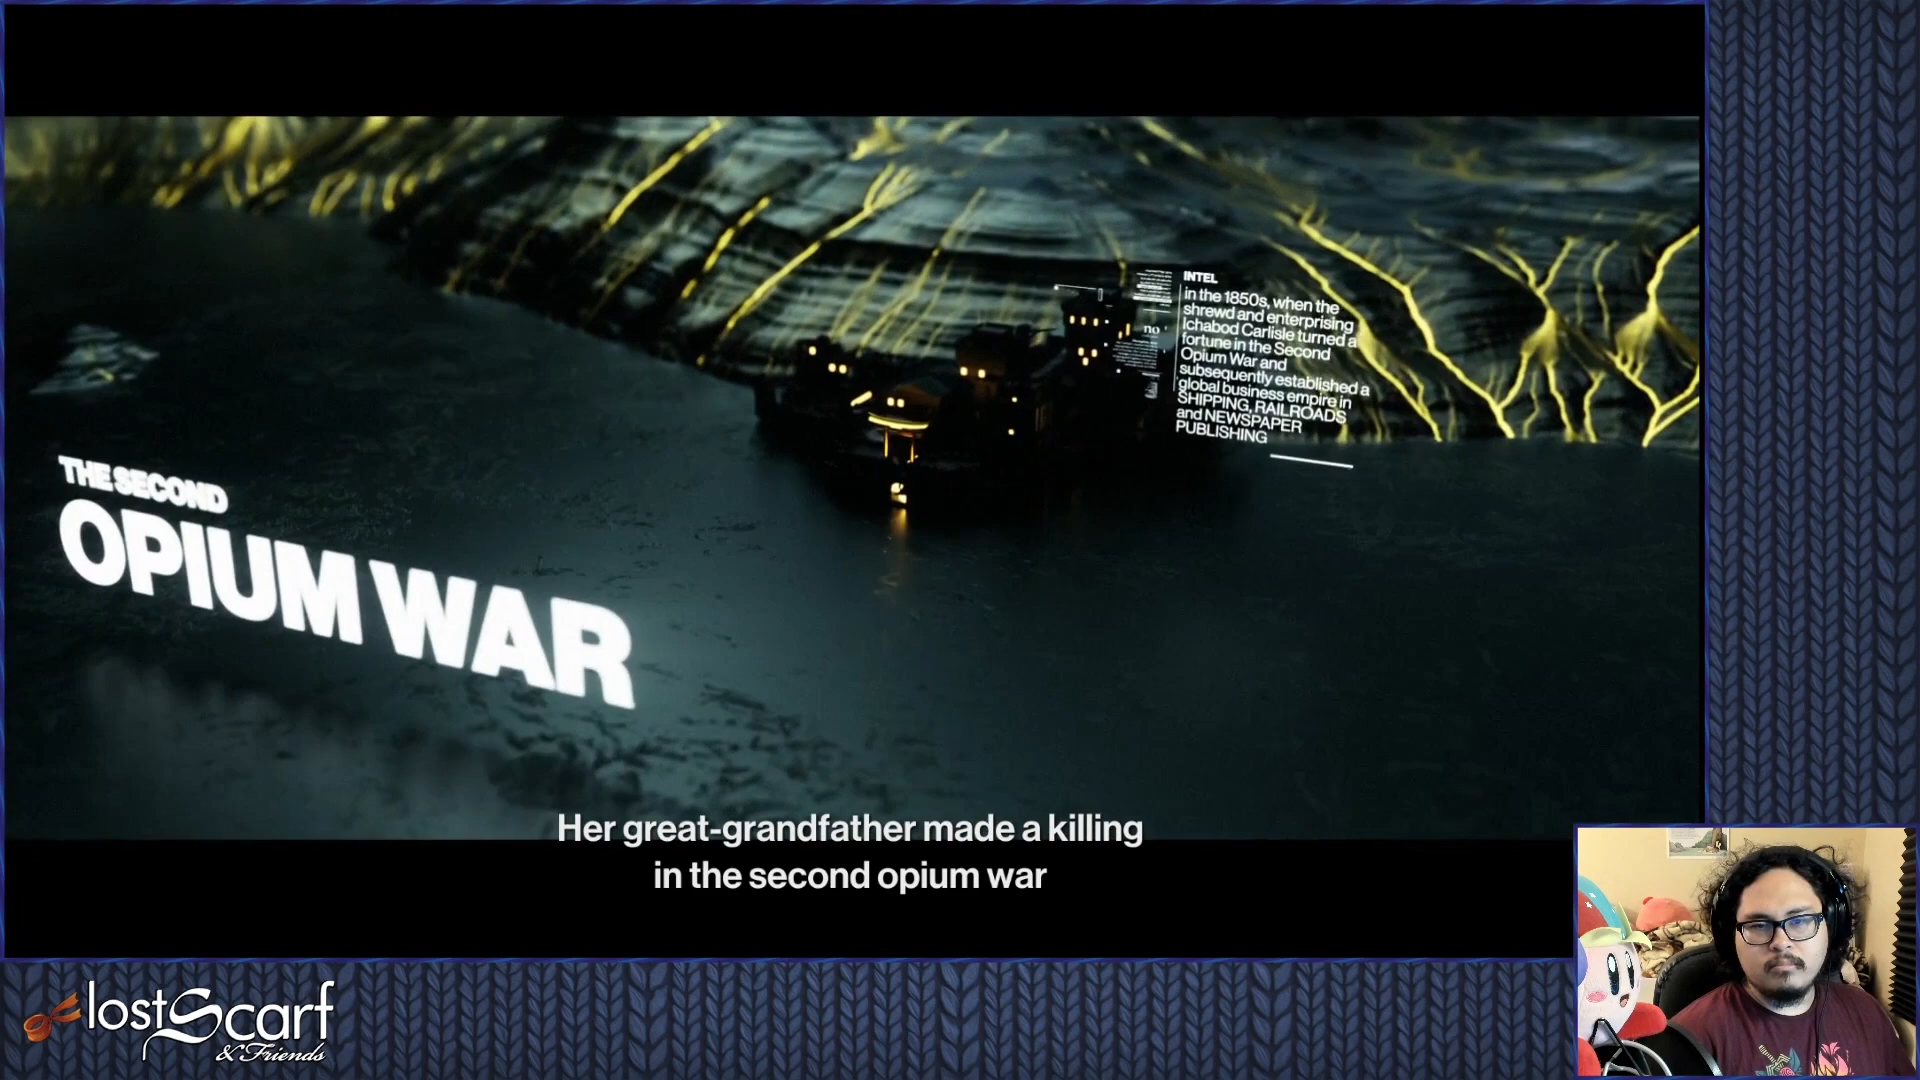 INTEL
in the 1850s, when the
shrewd and enterprising
Ichabod Carlisle turned a
fortune in the Second
Opium War and
subsequently established a
global business empire in
SHIPPING, RAILROADS
and NEWSPAPER
PUBLISHING
no
THE SECOND
OPIUM WAR
Her great-grandfather made a killing
in the second opium war
lostScarf
& Friends